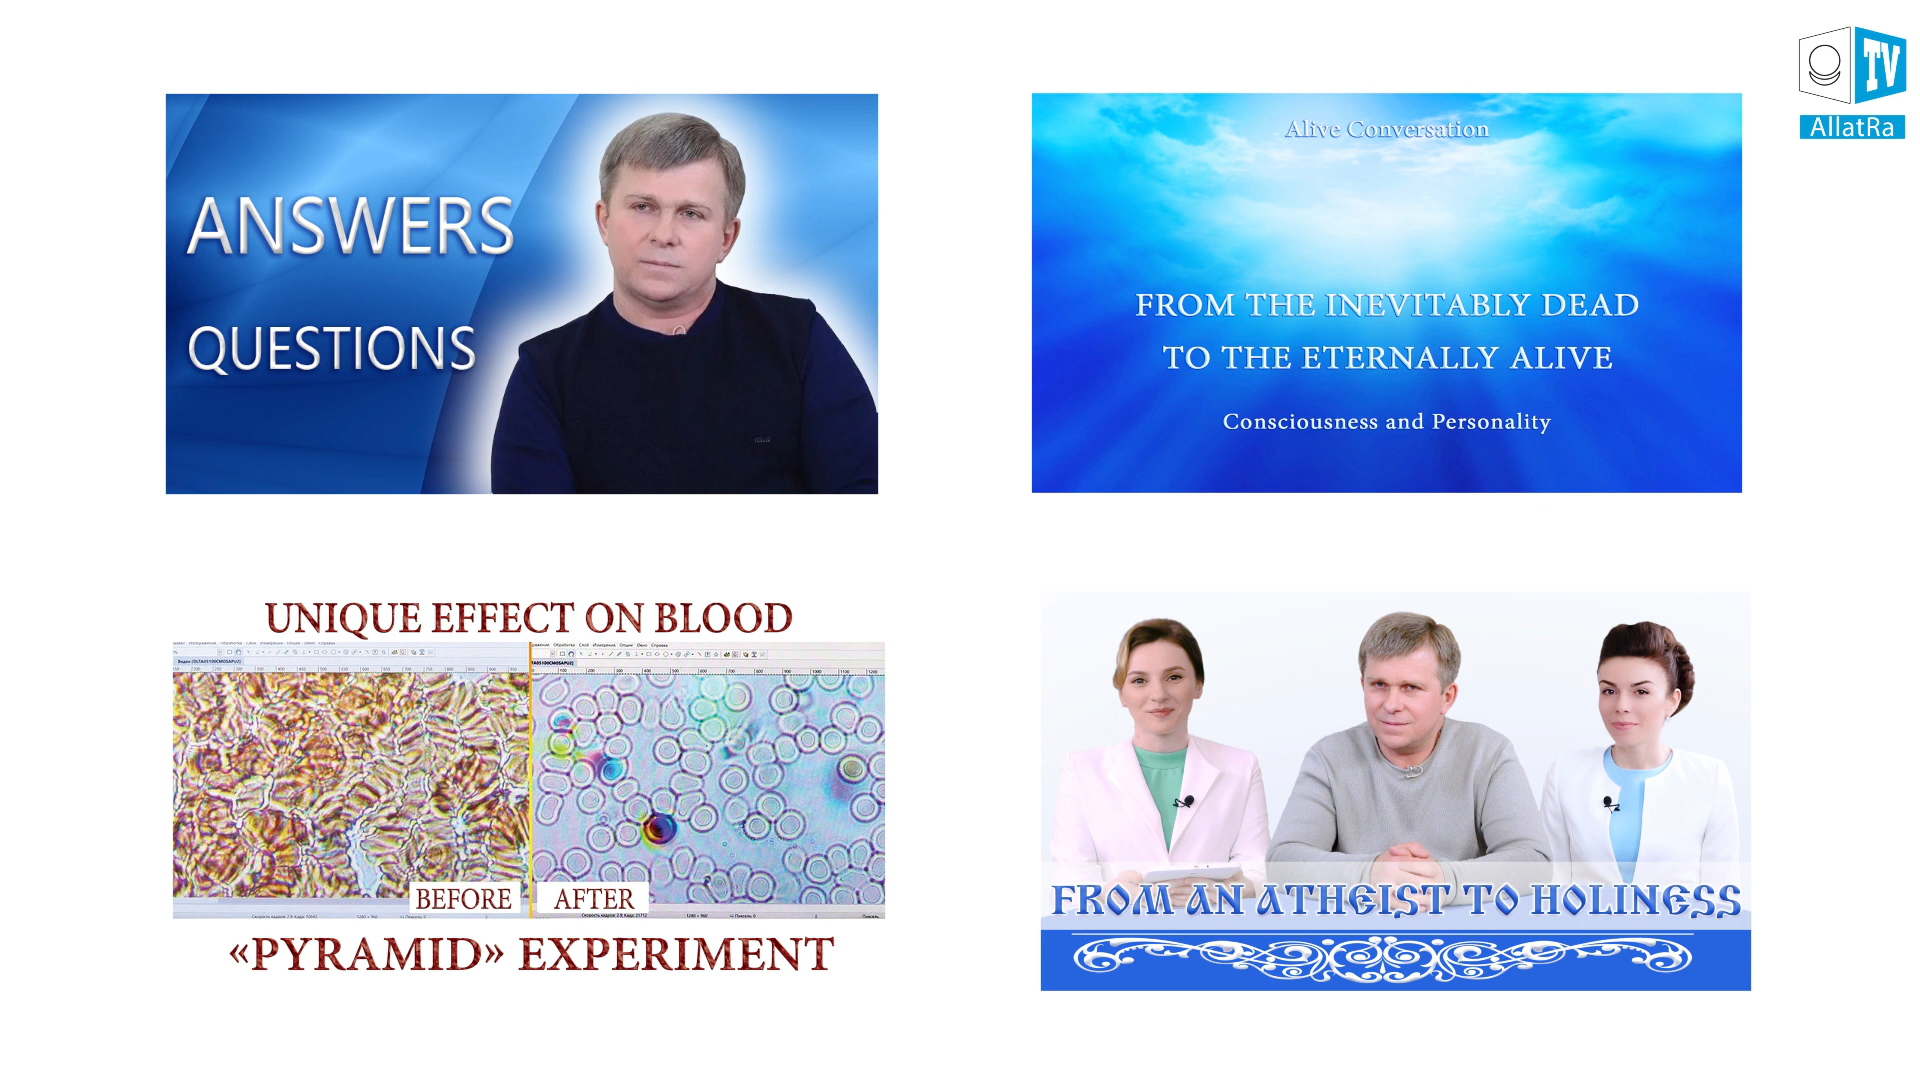 TV
AllatRa
ANSWERS
QUESTIONS
Alive Conversation
FROM THE INEVITABLY DEAD
TO THE ETERNALLY ALIVE
Consciousness and Personality
UNIQUE EFFECT ON BLOOD
BEFORE
AFTER
«PYRAMID» EXPERIMENT
FROM AN ATHEIST TO HOLINESS